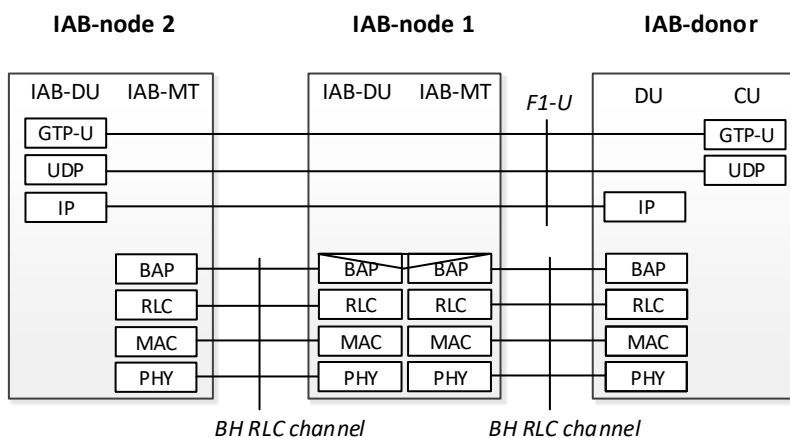 IAB-node 2 IAB-node 1 IAB-donor
IAB-DU IAB-MT IAB-DU IAB-MT F1-U DU CU
GTP-U GTP-U
UDP UDP
IP IP
BAP BAP BAP BAP
RLC RLC RLC RLC
MAC MAC MAC MAC
PHY PHY PHY PHY
BH RLC channel BH RLC channel